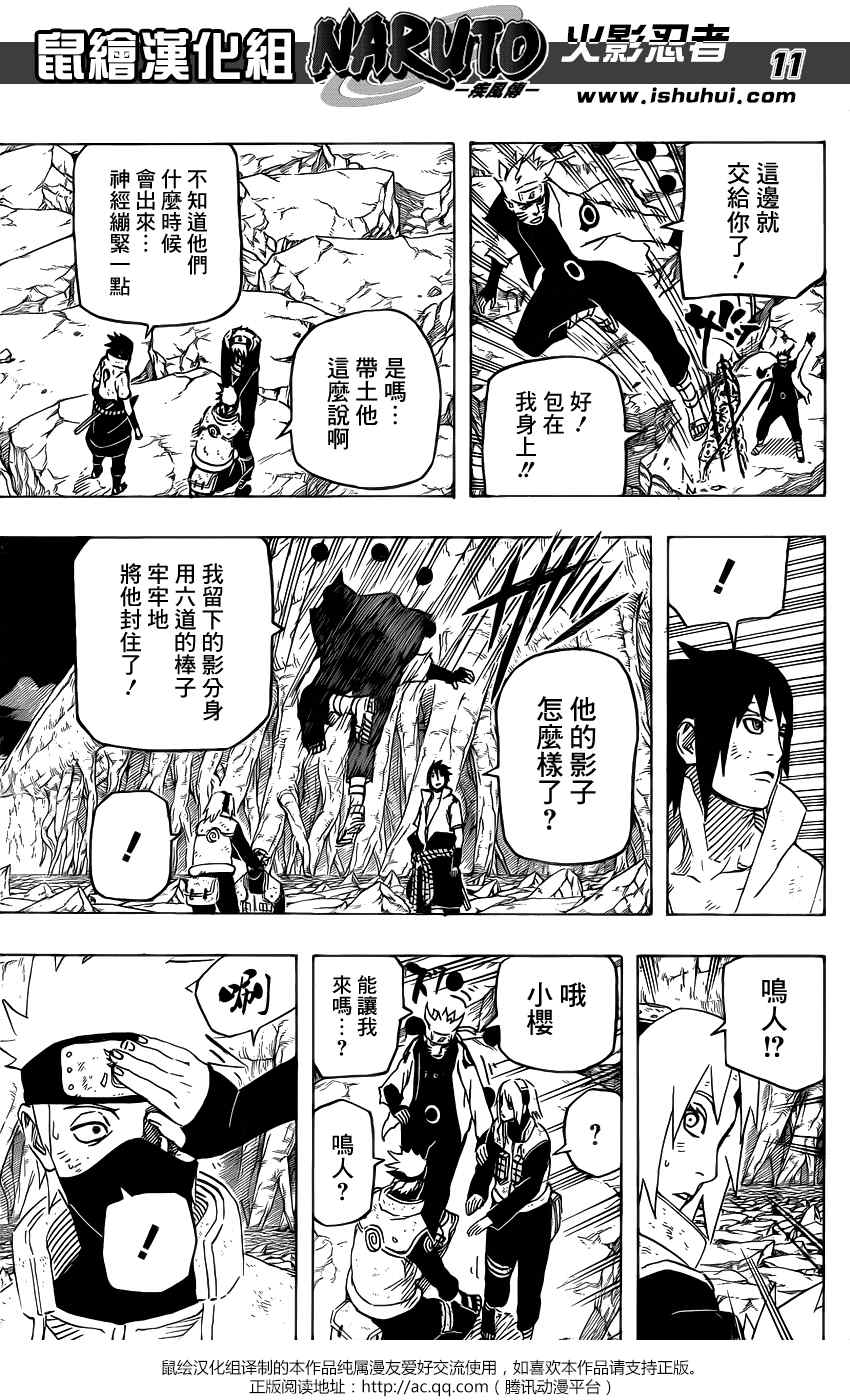 鼠繪漢化組
NARUTO
-疾風傳-
火影忍者
11
www.ishuhui.com
這邊就
交給你了！
好！
包在
我身上!!
不知道他們
什麼時候
會出來…
神經繃緊一點
是嗎…
帶土他
這麼說啊
！
他的影子
怎麼樣了？
我留下的影分身
用六道的棒子
牢牢地
將他封住了！
！
鳴人!?
哦
小櫻
？
能讓我
來嗎…？
鳴人？
唰
！
鼠绘汉化组译制的本作品纯属漫友爱好交流使用，如喜欢本作品请支持正版。
正版阅读地址：http://ac.qq.com（腾讯动漫平台）